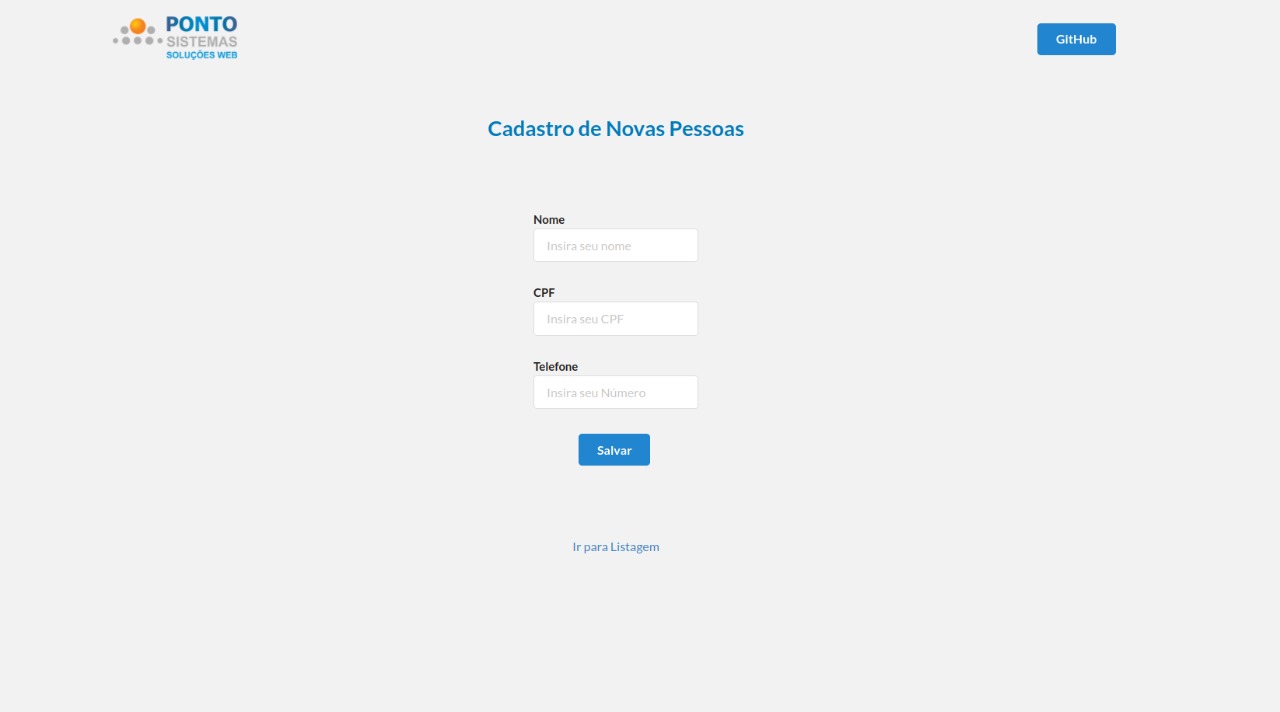 PONTO
SISTEMAS
SOLUÇÕES WEB
GitHub
Cadastro de Novas Pessoas
Nome
Insira seu nome
CPF
Insira seu CPF
Telefone
Insira seu Número
Salvar
Ir para Listagem